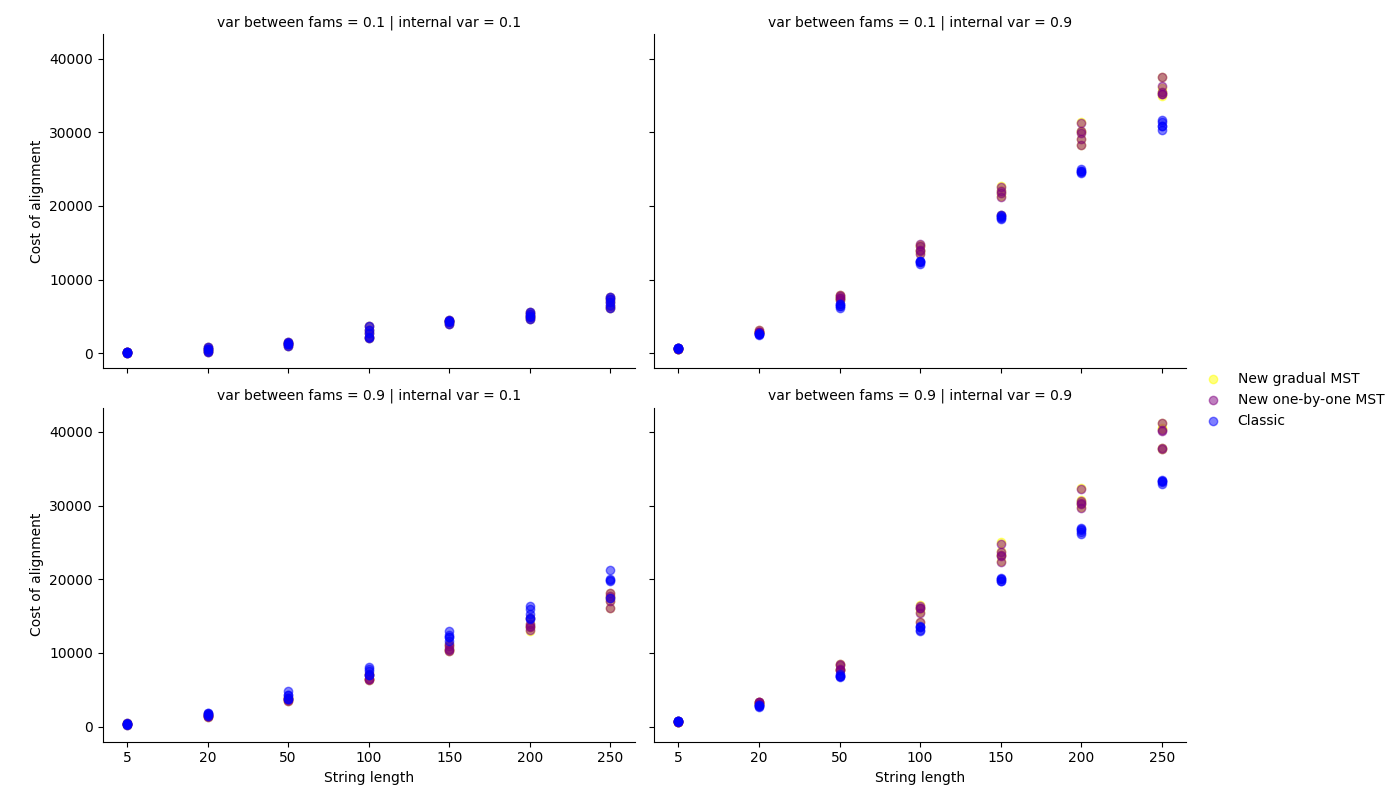 var between fams = 0.1 | internal var = 0.1
var between fams = 0.1 | internal var = 0.9
40000
30000
20000
10000
0
Cost of alignment
var between fams = 0.9 | internal var = 0.1
var between fams = 0.9 | internal var = 0.9
40000
30000
20000
10000
0
Cost of alignment
5 20 50 100 150 200 250
String length
5 20 50 100 150 200 250
String length
New gradual MST
New one-by-one MST
Classic